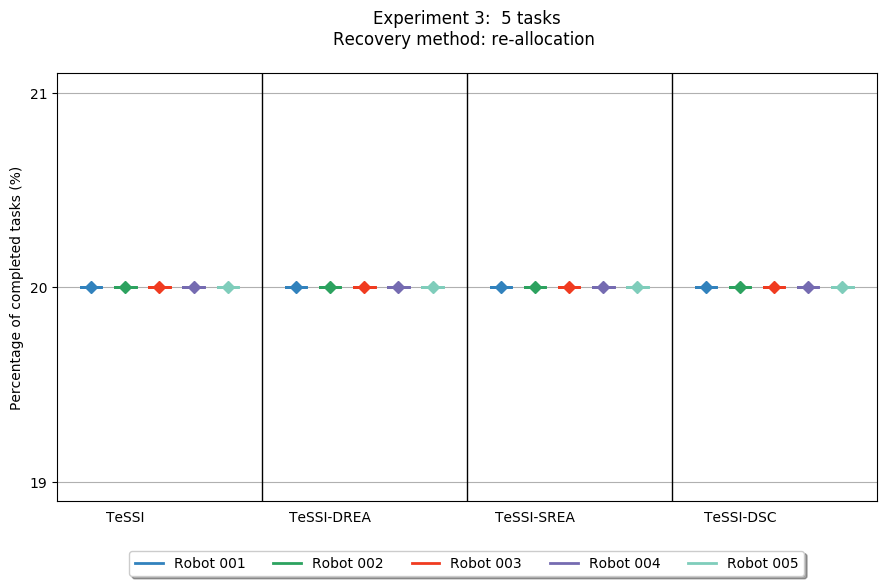 Experiment 3:  5 tasks
Recovery method: re-allocation
Percentage of completed tasks (%)
21
20
19
TeSSI TeSSI-DREA TeSSI-SREA TeSSI-DSC
Robot 001 Robot 002 Robot 003 Robot 004 Robot 005